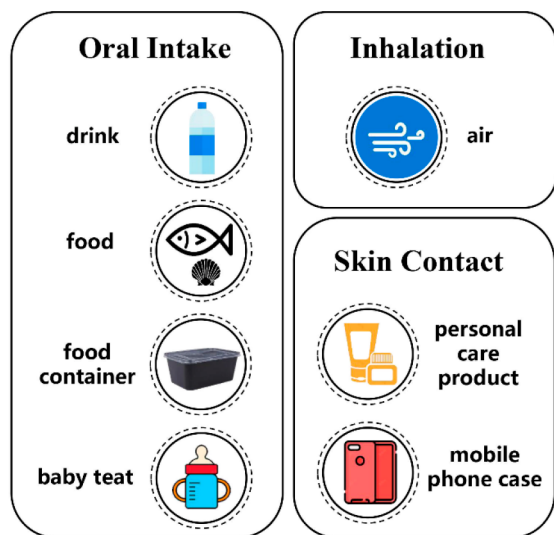 Oral Intake
drink
food
food
container
baby teat
Inhalation
air
Skin Contact
personal
care
product
mobile
phone case